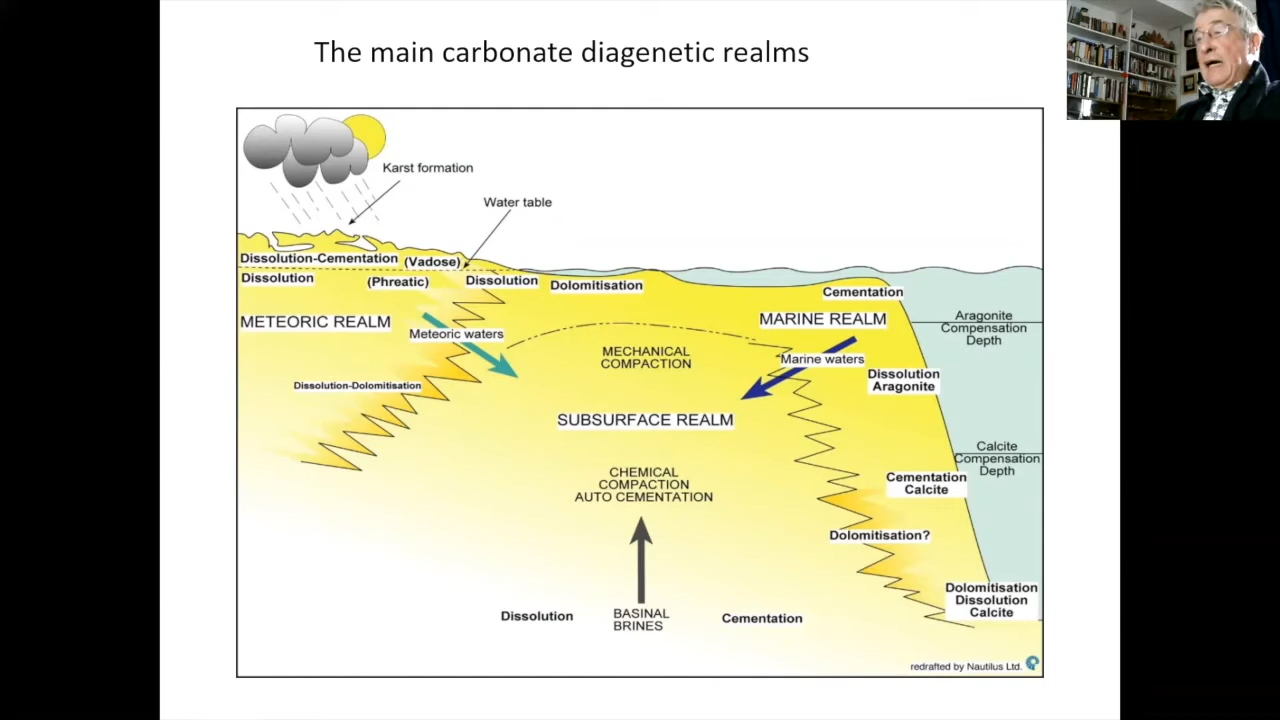 The main carbonate diagenetic realms
Karst formation
Water table
Dissolution-Cementation (Vadose)
Dissolution
(Phreatic)
Dissolution
Dolomitisation
Cementation
METEORIC REALM
MARINE REALM
Aragonite
Compensation
Depth
Meteoric waters
MECHANICAL
COMPACTION
Marine waters
Dissolution
Aragonite
Dissolution-Dolomitisation
SUBSURFACE REALM
Calcite
Compensation
Depth
CHEMICAL
COMPACTION
AUTO CEMENTATION
Cementation
Calcite
Dolomitisation?
Dolomitisation
Dissolution
Calcite
Dissolution
BASINAL
BRINES
Cementation
redrafted by Nautilus Ltd.